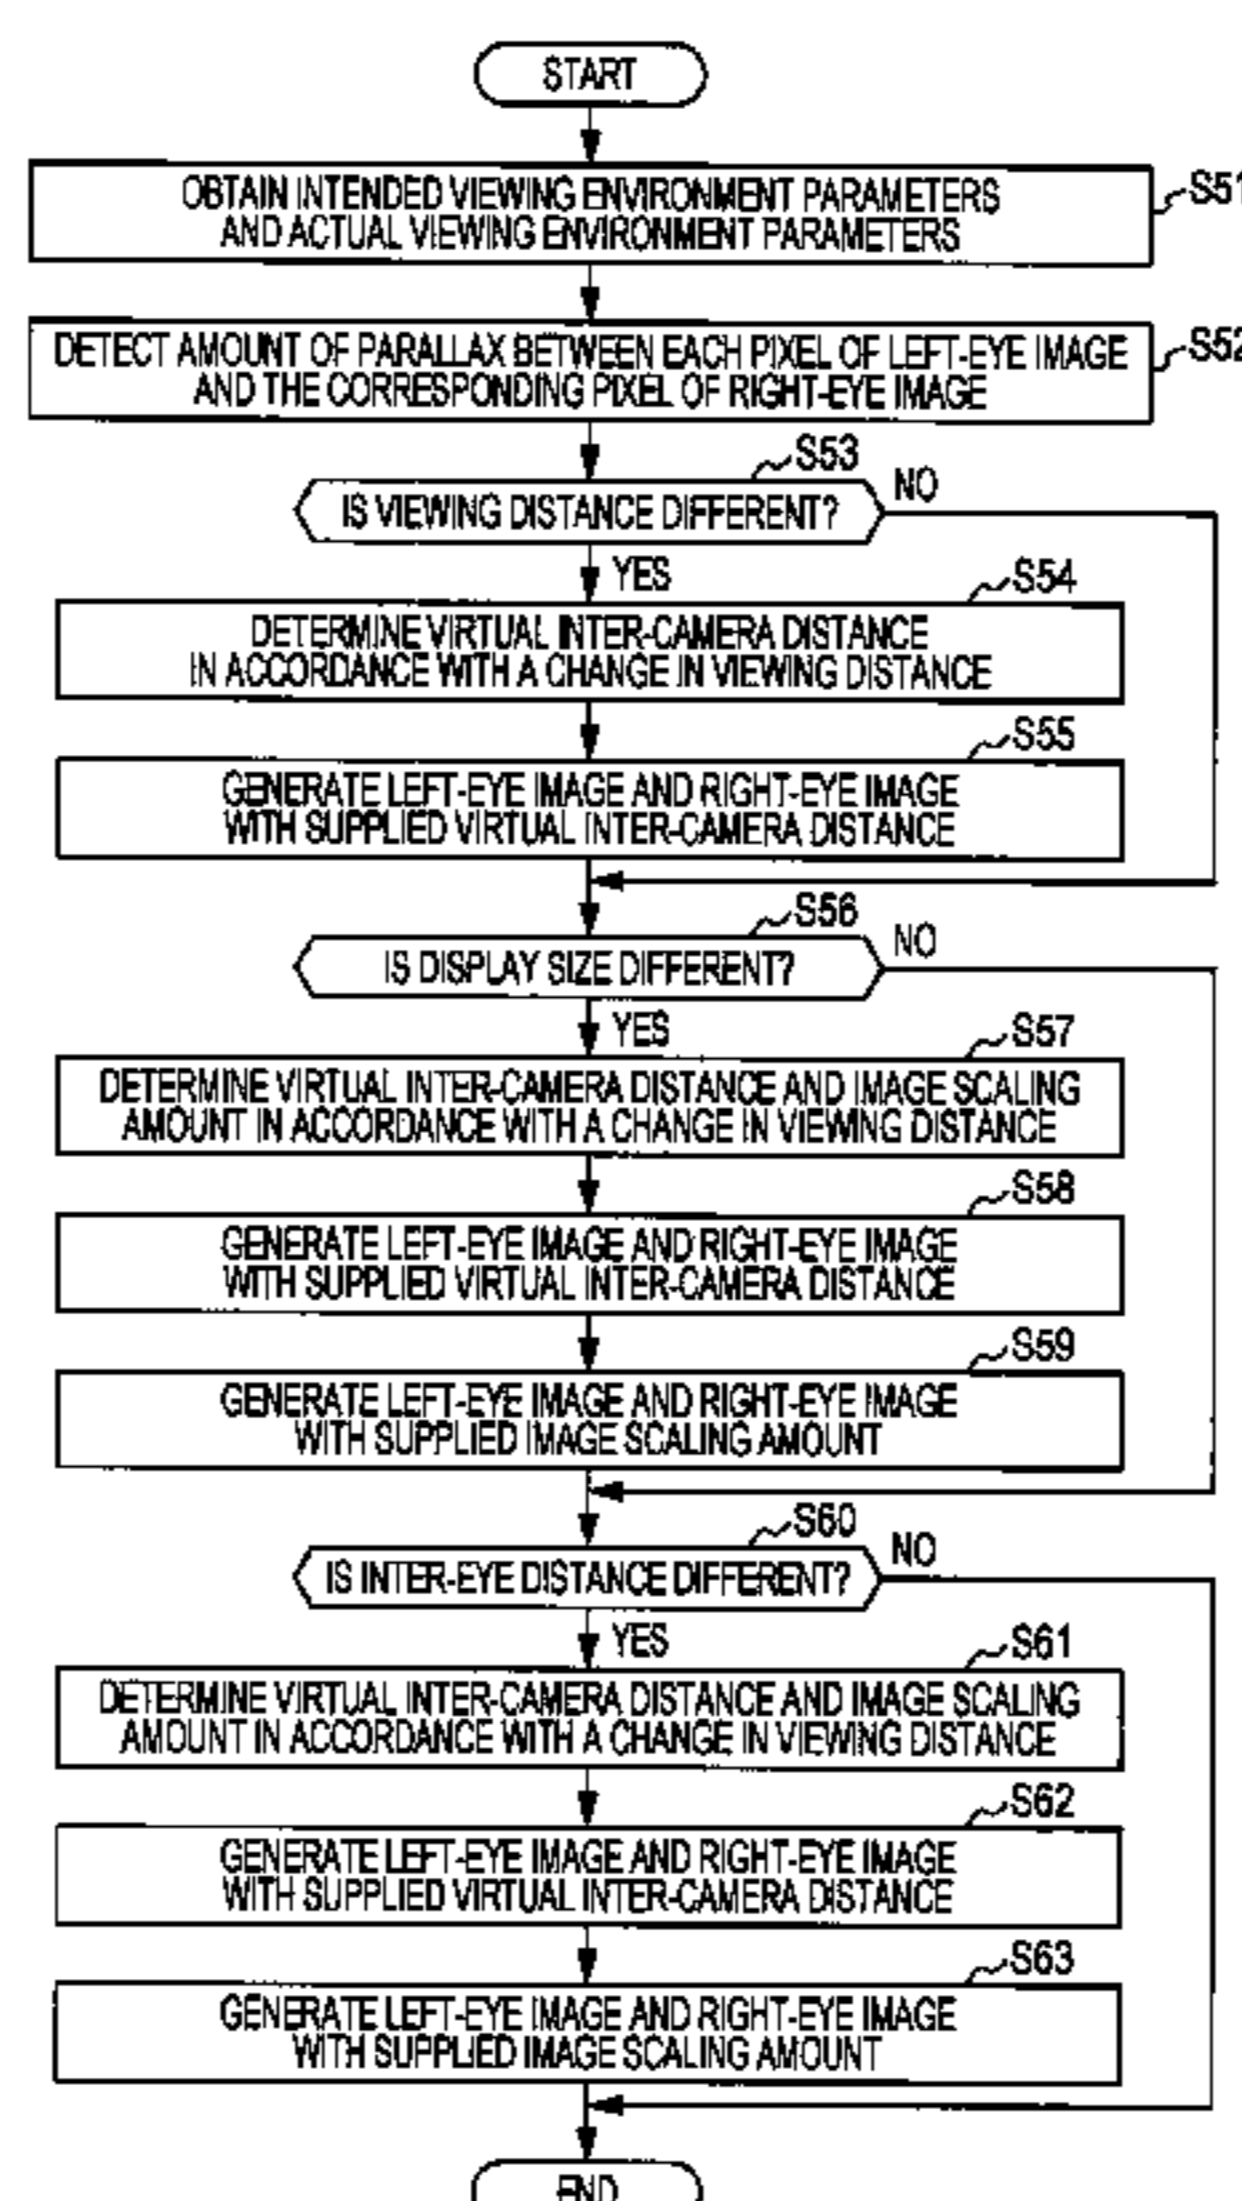 START
OBTAIN INTENDED VIEWING ENVIRONMENT PARAMETERS
AND ACTUAL VIEWING ENVIRONMENT PARAMETERS
S51
DETECT AMOUNT OF PARALLAX BETWEEN EACH PIXEL OF LEFT-EYE IMAGE
AND THE CORRESPONDING PIXEL OF RIGHT-EYE IMAGE
S52
S53
IS VIEWING DISTANCE DIFFERENT?
NO
YES
S54
DETERMINE VIRTUAL INTER-CAMERA DISTANCE
IN ACCORDANCE WITH A CHANGE IN VIEWING DISTANCE
S55
GENERATE LEFT-EYE IMAGE AND RIGHT-EYE IMAGE
WITH SUPPLIED VIRTUAL INTER-CAMERA DISTANCE
S56
IS DISPLAY SIZE DIFFERENT?
NO
YES
S57
DETERMINE VIRTUAL INTER-CAMERA DISTANCE AND IMAGE SCALING
AMOUNT IN ACCORDANCE WITH A CHANGE IN VIEWING DISTANCE
S58
GENERATE LEFT-EYE IMAGE AND RIGHT-EYE IMAGE
WITH SUPPLIED VIRTUAL INTER-CAMERA DISTANCE
S59
GENERATE LEFT-EYE IMAGE AND RIGHT-EYE IMAGE
WITH SUPPLIED IMAGE SCALING AMOUNT
S60
IS INTER-EYE DISTANCE DIFFERENT?
NO
YES
S61
DETERMINE VIRTUAL INTER-CAMERA DISTANCE AND IMAGE SCALING
AMOUNT IN ACCORDANCE WITH A CHANGE IN VIEWING DISTANCE
S62
GENERATE LEFT-EYE IMAGE AND RIGHT-EYE IMAGE
WITH SUPPLIED VIRTUAL INTER-CAMERA DISTANCE
S63
GENERATE LEFT-EYE IMAGE AND RIGHT-EYE IMAGE
WITH SUPPLIED IMAGE SCALING AMOUNT
END